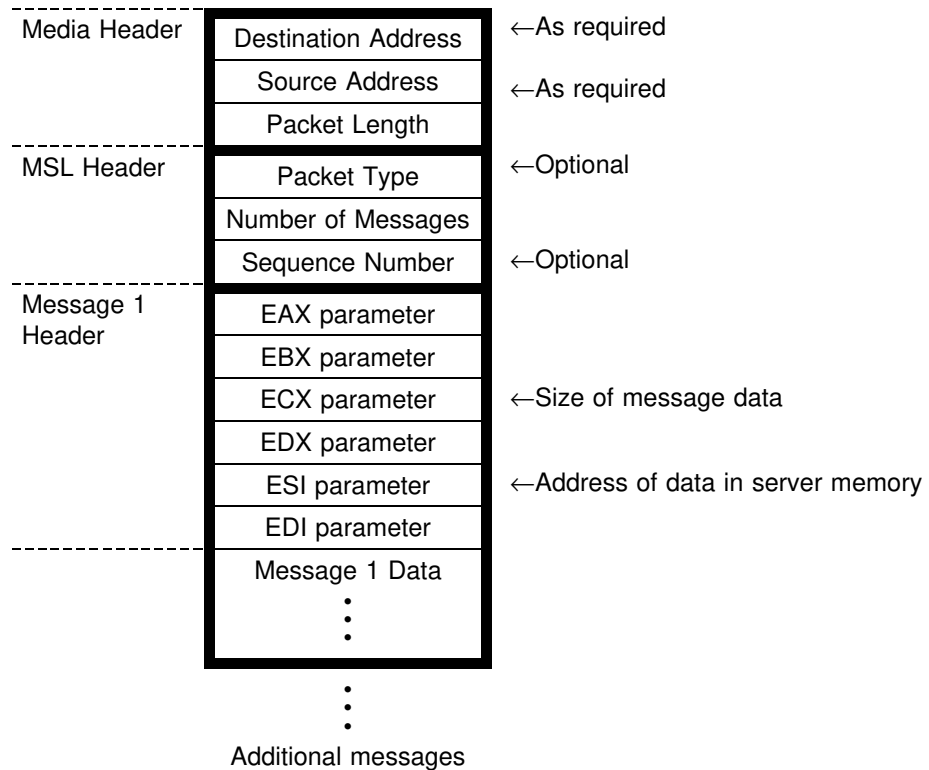 Media Header
Destination Address
←As required
Source Address
←As required
Packet Length
MSL Header
Packet Type
←Optional
Number of Messages
Sequence Number
←Optional
Message 1
Header
EAX parameter
EBX parameter
ECX parameter
←Size of message data
EDX parameter
ESI parameter
←Address of data in server memory
EDI parameter
Message 1 Data
Additional messages